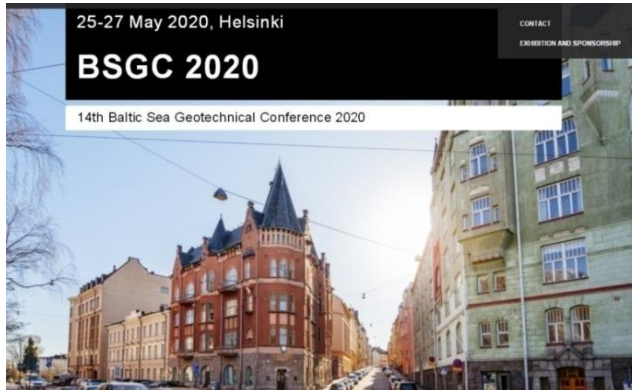 25-27 May 2020, Helsinki
CONTACT
EXHIBITION AND SPONSORSHIP
BSGC 2020
14th Baltic Sea Geotechnical Conference 2020